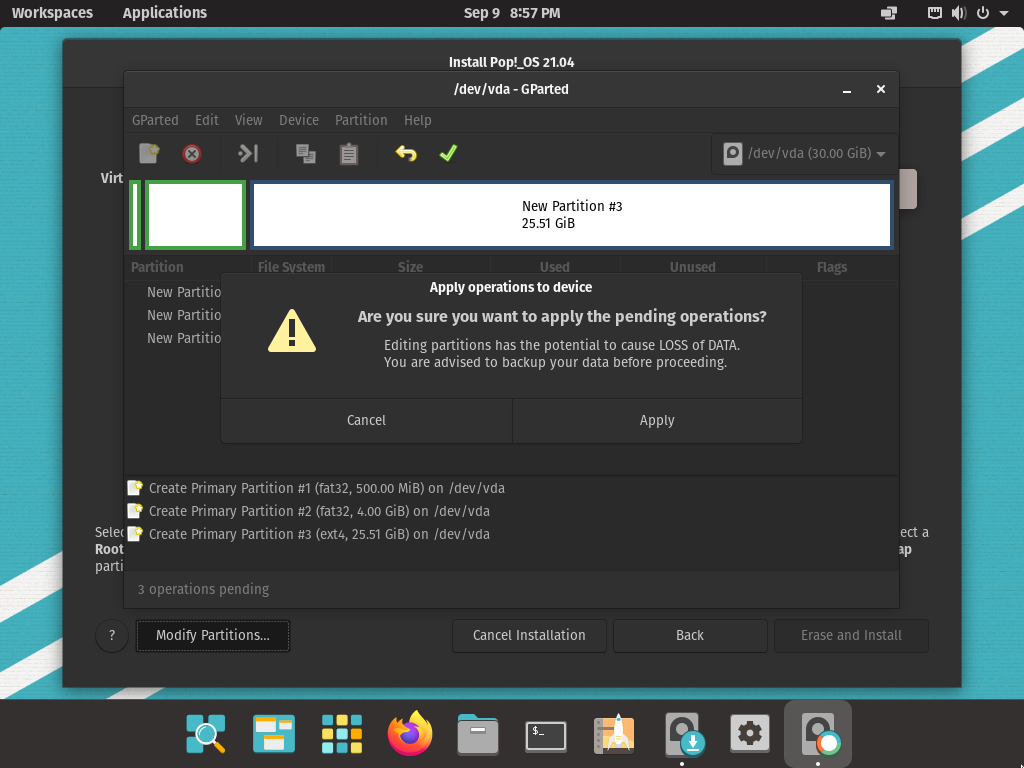 Workspaces Applications Sep 9 8:57 PM
Install Pop!_OS 21.04
/dev/vda - GParted
GParted Edit View Device Partition Help
/dev/vda (30.00 GiB)
Virt
New Partition #3
25.51 GiB
Partition File System Size Used Unused Flags
New Partitio
New Partitio
New Partitio
Apply operations to device
Are you sure you want to apply the pending operations?
Editing partitions has the potential to cause LOSS of DATA.
You are advised to backup your data before proceeding.
Cancel Apply
Create Primary Partition #1 (fat32, 500.00 MiB) on /dev/vda
Create Primary Partition #2 (fat32, 4.00 GiB) on /dev/vda
Create Primary Partition #3 (ext4, 25.51 GiB) on /dev/vda
Selec ect a
Root ap
parti
3 operations pending
? Modify Partitions... Cancel Installation Back Erase and Install
$_